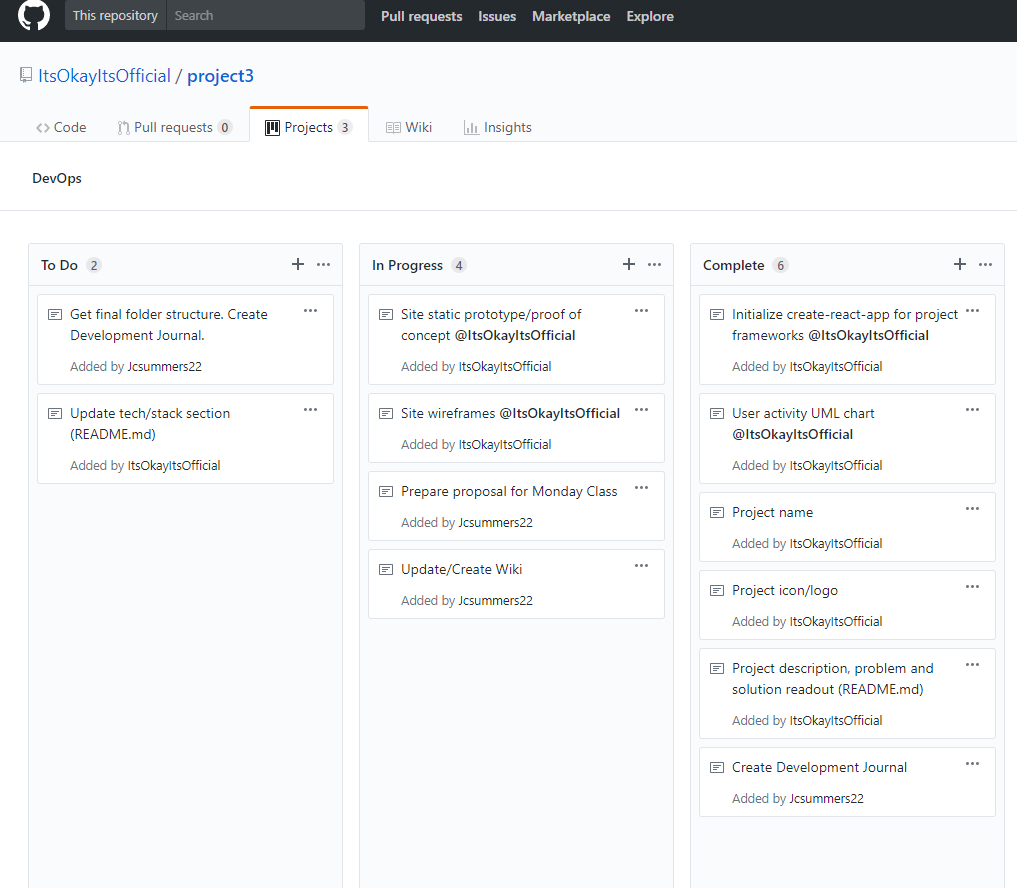 This repository Search Pull requests Issues Marketplace Explore
ItsOkayItsOfficial / project3
Code Pull requests 0 Projects 3 Wiki Insights
DevOps
To Do 2
Get final folder structure. Create
Development Journal.
Added by Jcsummers22
Update tech/stack section
(README.md)
Added by ItsOkayItsOfficial
In Progress 4
Site static prototype/proof of
concept @ItsOkayItsOfficial
Added by ItsOkayItsOfficial
Site wireframes @ItsOkayItsOfficial
Added by ItsOkayItsOfficial
Prepare proposal for Monday Class
Added by Jcsummers22
Update/Create Wiki
Added by Jcsummers22
Complete 6
Initialize create-react-app for project
frameworks @ItsOkayItsOfficial
Added by ItsOkayItsOfficial
User activity UML chart
@ItsOkayItsOfficial
Added by ItsOkayItsOfficial
Project name
Added by ItsOkayItsOfficial
Project icon/logo
Added by ItsOkayItsOfficial
Project description, problem and
solution readout (README.md)
Added by ItsOkayItsOfficial
Create Development Journal
Added by Jcsummers22